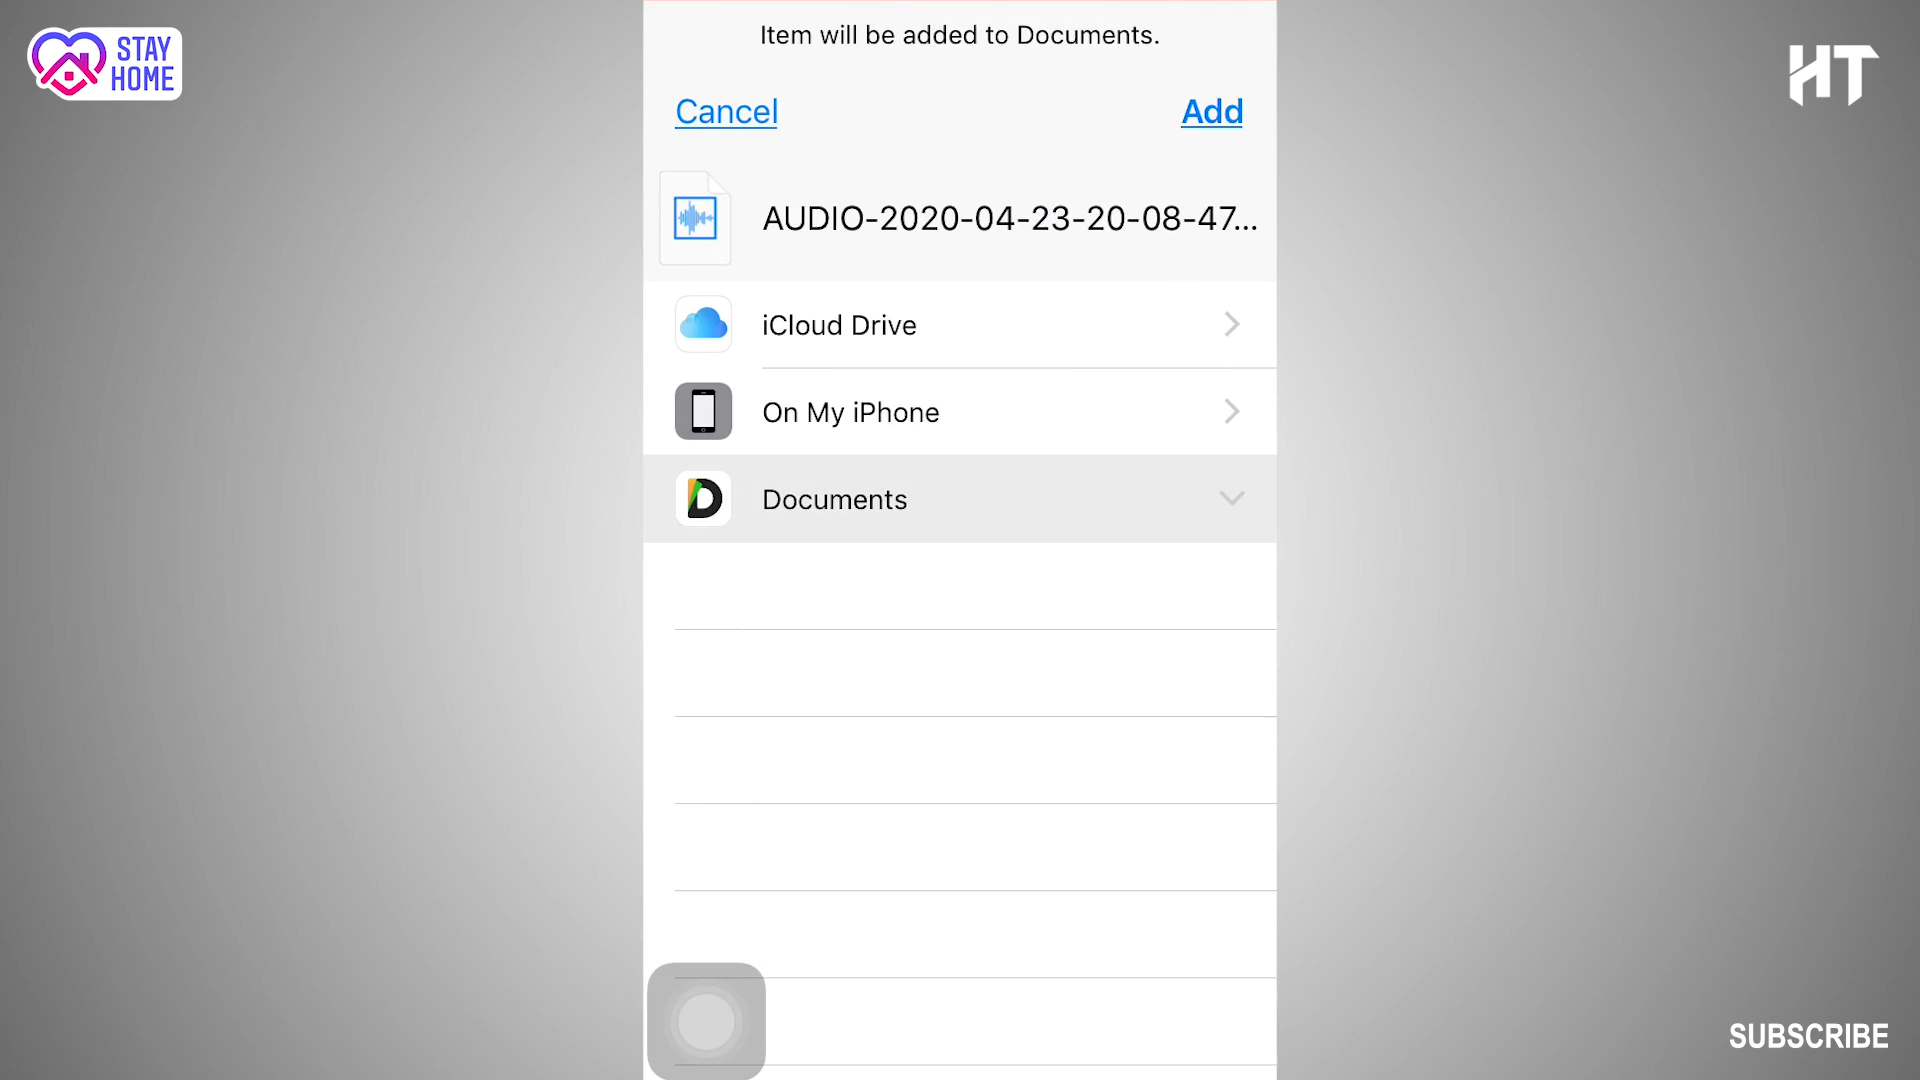 STAY
HOME
HT
Item will be added to Documents.
Cancel
Add
AUDIO-2020-04-23-20-08-47...
iCloud Drive
On My iPhone
Documents
SUBSCRIBE